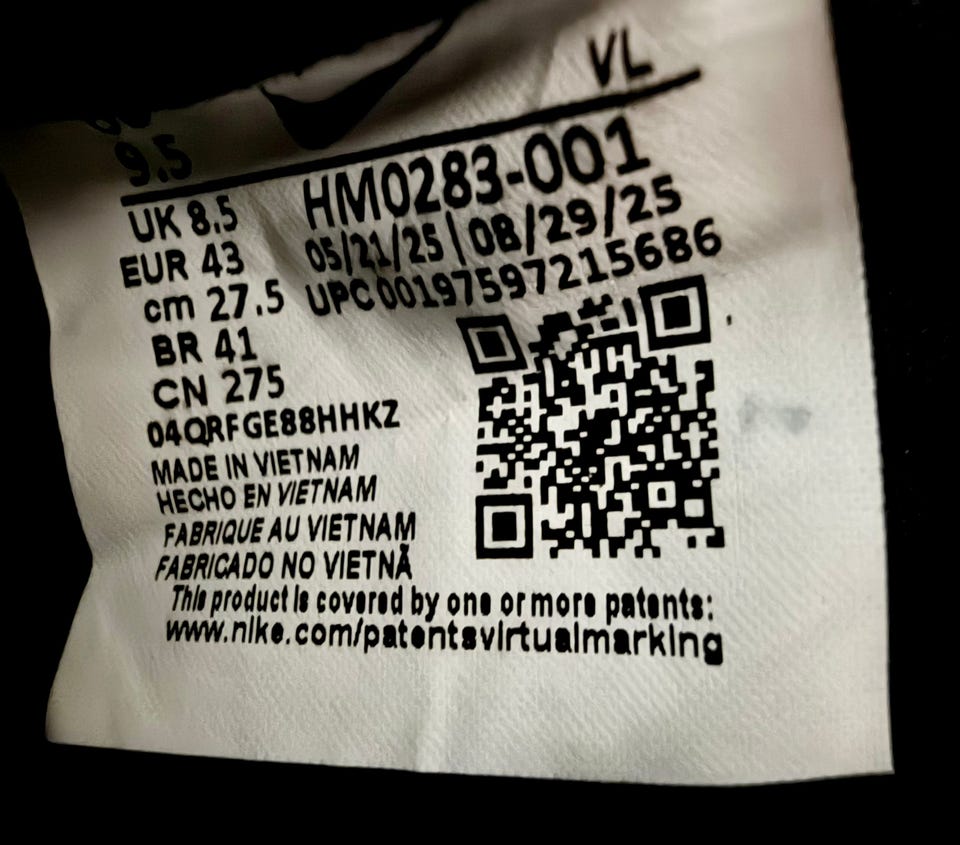 VL
9.5
UK 8.5 HM0283-001
EUR 43 05/21/25 | 08/29/25
cm 27.5 UPC 00197597215686
BR 41
CN 275
04QRFGE88HHKZ
MADE IN VIETNAM
HECHO EN VIETNAM
FABRIQUE AU VIETNAM
FABRICADO NO VIETNÃ
This product is covered by one or more patents:
www.nike.com/patentsvirtualmarking